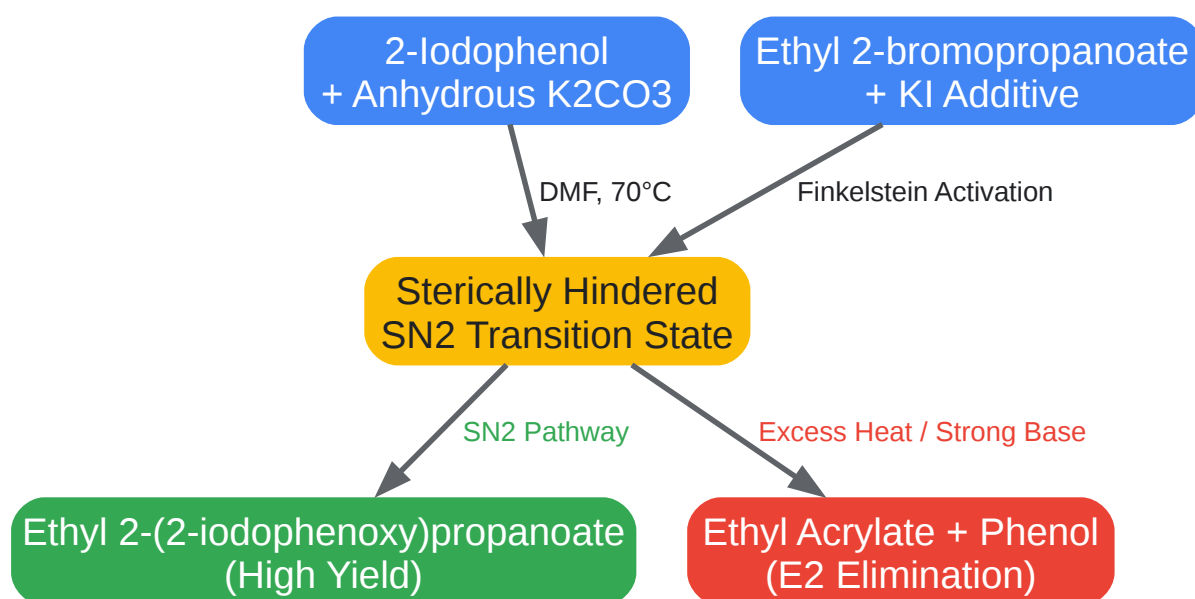 2-Iodophenol
+ Anhydrous K2CO3
Ethyl 2-bromopropanoate
+ KI Additive
DMF, 70°C
Finkelstein Activation
Sterically Hindered
SN2 Transition State
SN2 Pathway
Excess Heat / Strong Base
Ethyl 2-(2-iodophenoxy)propanoate
(High Yield)
Ethyl Acrylate + Phenol
(E2 Elimination)